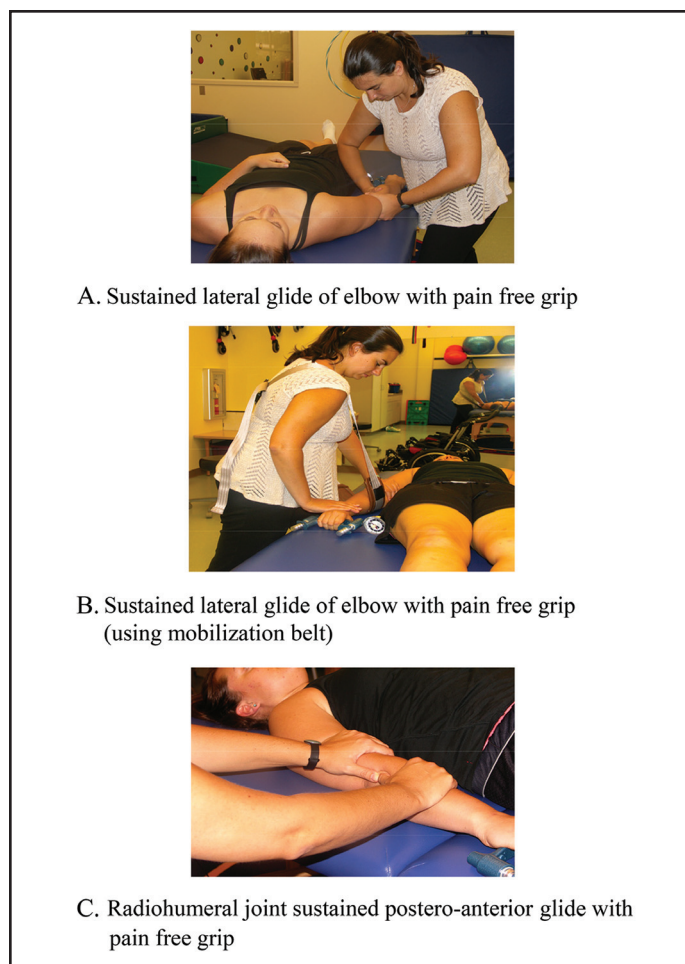 A. Sustained lateral glide of elbow with pain free grip
B. Sustained lateral glide of elbow with pain free grip
(using mobilization belt)
C. Radiohumeral joint sustained postero-anterior glide with
pain free grip